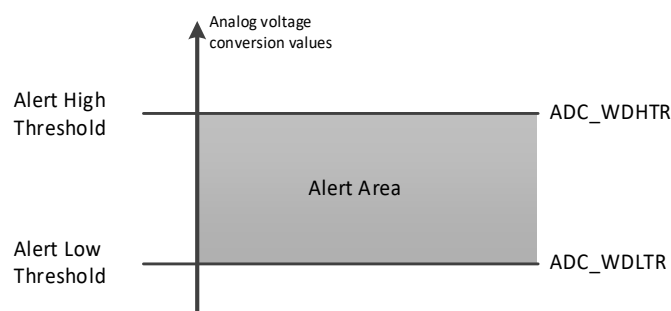 Analog voltage
conversion values
Alert High
Threshold
ADC_WDHTR
Alert Area
Alert Low
Threshold
ADC_WDLTR